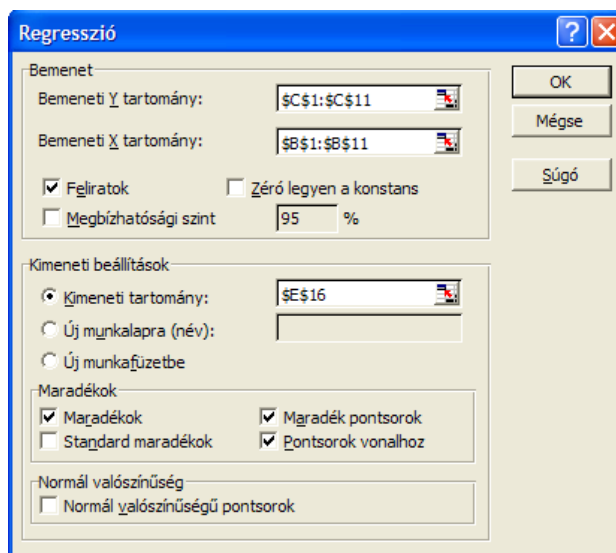 Regresszió
Bemenet
Bemeneti Y tartomány: $C$1:$C$11
Bemeneti X tartomány: $B$1:$B$11
Feliratok Zéró legyen a konstans
Megbízhatósági szint 95 %
OK
Mégse
Súgó
Kimeneti beállítások
Kimeneti tartomány: $E$16
Új munkalapra (név):
Új munkafüzetbe
Maradékok
Maradékok Maradék pontsorok
Standard maradékok Pontsorok vonalhoz
Normál valószínűség
Normál valószínűségű pontsorok